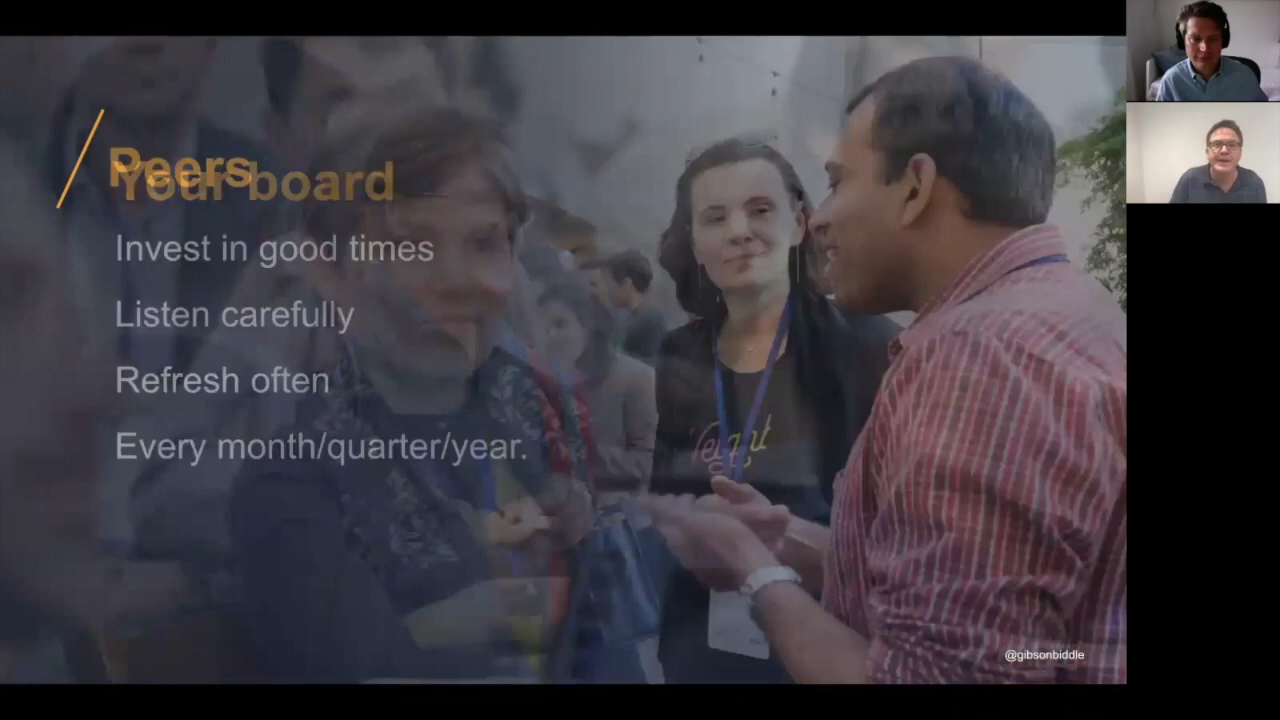 Peers
Your board
Invest in good times
Listen carefully
Refresh often
Every month/quarter/year.
@gibsonbiddle